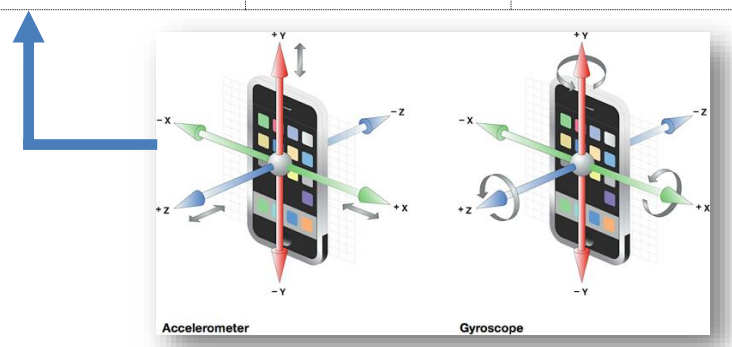 + Y
+ Y
- Z
- Z
- X
- X
+ Z
+ X
+ Z
+ X
- Y
- Y
Accelerometer
Gyroscope